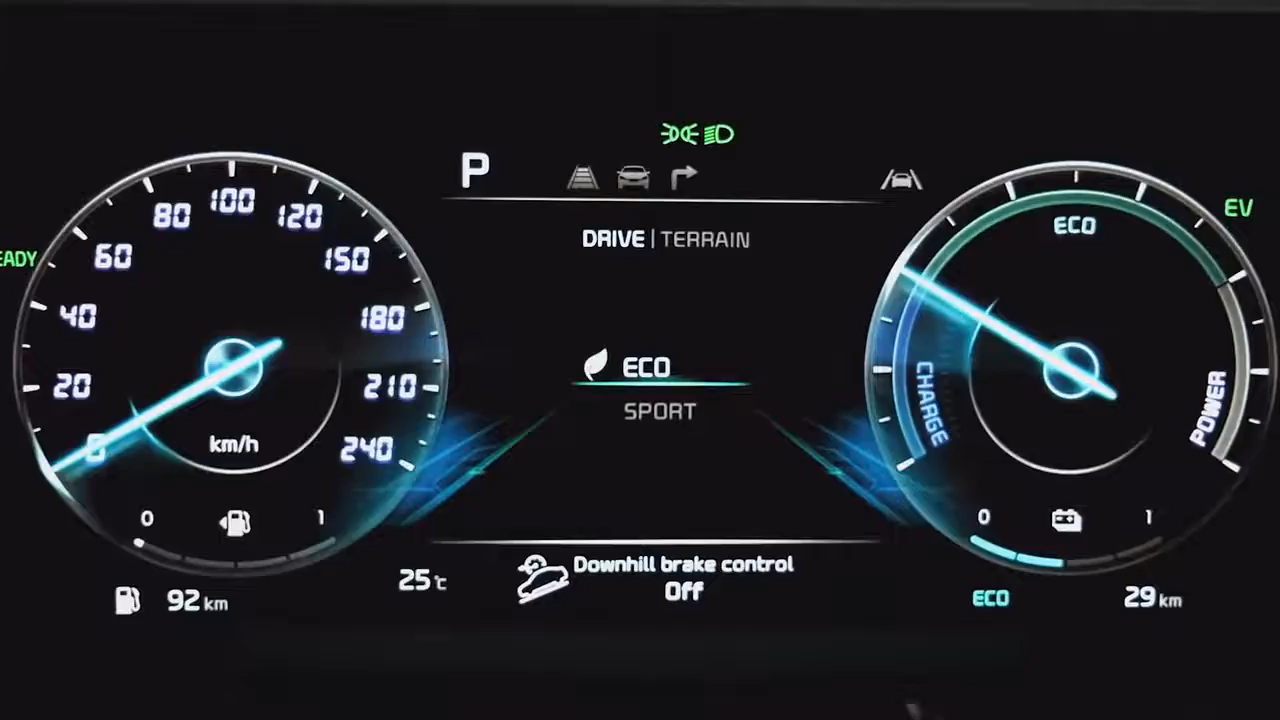 P
DRIVE | TERRAIN
ECO
SPORT
EADY
0
20
40
60
80
100
120
150
180
210
240
km/h
0 1
92 km
25 °C
Downhill brake control
Off
EV
ECO
CHARGE
POWER
0 1
ECO
29 km